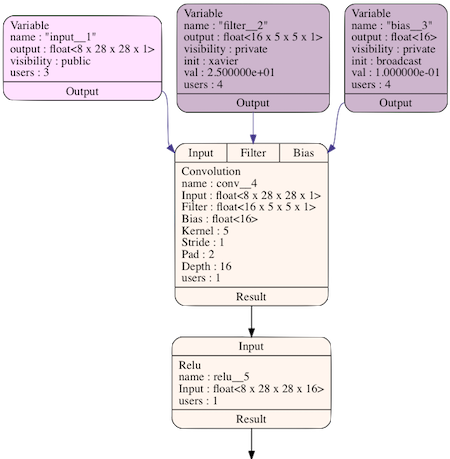 Variable
name : "input__1"
output : float<8 x 28 x 28 x 1>
visibility : public
users : 3
Output
Variable
name : "filter__2"
output : float<16 x 5 x 5 x 1>
visibility : private
init : xavier
val : 2.500000e+01
users : 4
Output
Variable
name : "bias__3"
output : float<16>
visibility : private
init : broadcast
val : 1.000000e-01
users : 4
Output
Input Filter Bias
Convolution
name : conv__4
Input : float<8 x 28 x 28 x 1>
Filter : float<16 x 5 x 5 x 1>
Bias : float<16>
Kernel : 5
Stride : 1
Pad : 2
Depth : 16
users : 1
Result
Input
Relu
name : relu__5
Input : float<8 x 28 x 28 x 16>
users : 1
Result